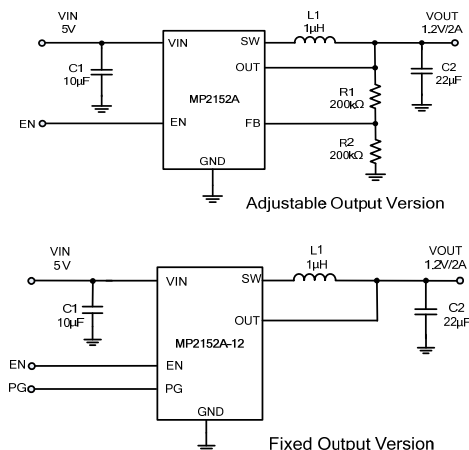 VIN
5V
L1
1μH
VOUT
1.2V/2A
VIN
SW
C1
10μF
OUT
C2
22μF
R1
200kΩ
MP2152A
EN
EN
FB
R2
200kΩ
GND
Adjustable Output Version
VIN
5V
L1
1μH
VOUT
1.2V/2A
VIN
SW
C1
10μF
OUT
C2
22μF
MP2152A-12
EN
EN
PG
PG
GND
Fixed Output Version